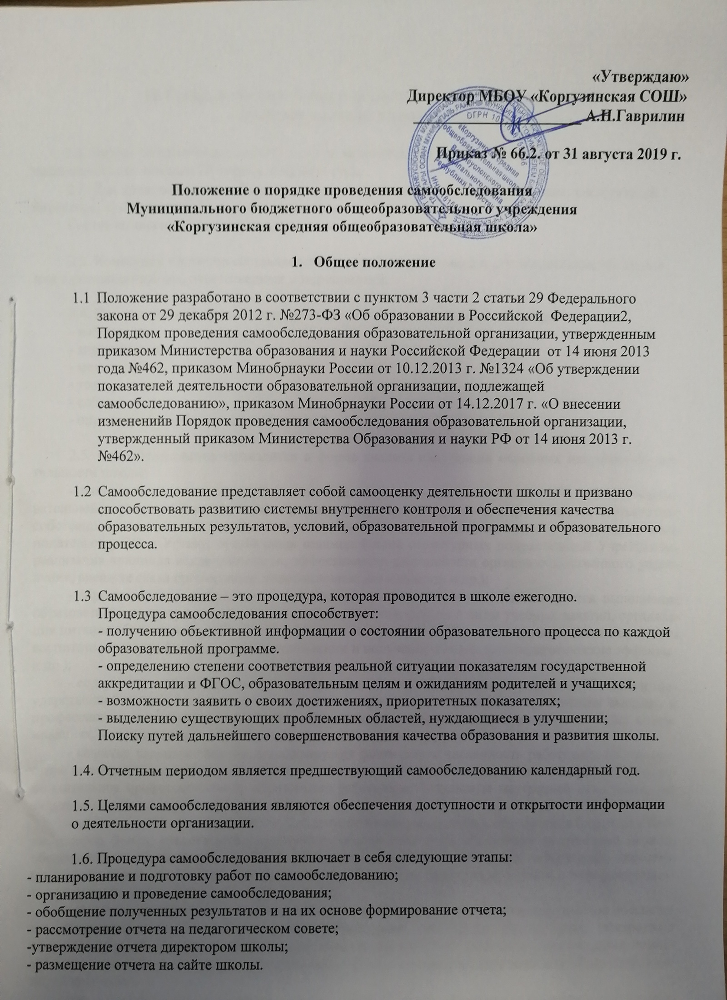 «Утверждаю»
Директор МБОУ «Коргузинская СОШ»
А.Н.Гаврилин
Приказ № 66.2. от 31 августа 2019 г.
Положение о порядке проведения самообследования
Муниципального бюджетного общеобразовательного учреждения
«Коргузинская средняя общеобразовательная школа»
1. Общее положение
1.1 Положение разработано в соответствии с пунктом 3 части 2 статьи 29 Федерального
закона от 29 декабря 2012 г. №273-ФЗ «Об образовании в Российской Федерации2,
Порядком проведения самообследования образовательной организации, утвержденным
приказом Министерства образования и науки Российской Федерации от 14 июня 2013
года №462, приказом Минобрнауки России от 10.12.2013 г. №1324 «Об утверждении
показателей деятельности образовательной организации, подлежащей
самообследованию», приказом Минобрнауки России от 14.12.2017 г. «О внесении
измененийв Порядок проведения самообследования образовательной организации,
утвержденный приказом Министерства Образования и науки РФ от 14 июня 2013 г.
№462».
1.2 Самообследование представляет собой самооценку деятельности школы и призвано
способствовать развитию системы внутреннего контроля и обеспечения качества
образовательных результатов, условий, образовательной программы и образовательного
процесса.
1.3 Самообследование – это процедура, которая проводится в школе ежегодно.
Процедура самообследования способствует:
- получению обьективной информации о состоянии образовательного процесса по каждой
образовательной программе.
- определению степени соответствия реальной ситуации показателям государственной
аккредитации и ФГОС, образовательным целям и ожиданиям родителей и учащихся;
- возможности заявить о своих достижениях, приоритетных показателях;
- выделению существующих проблемных областей, нуждающиеся в улучшении;
Поиску путей дальнейшего совершенствования качества образования и развития школы.
1.4. Отчетным периодом является предшествующий самообследованию календарный год.
1.5. Целями самообследования являются обеспечения доступности и открытости информации
о деятельности организации.
1.6. Процедура самообследования включает в себя следующие этапы:
- планирование и подготовку работ по самообследованию;
- организацию и проведение самообследования;
- обобщение полученных результатов и на их основе формирование отчета;
- рассмотрение отчета на педагогическом совете;
-утверждение отчета директором школы;
- размещение отчета на сайте школы.